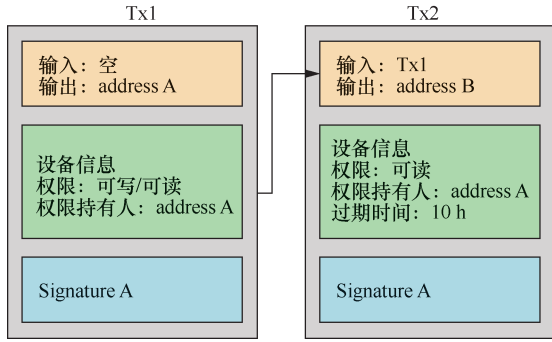 Tx1
输入：空
输出：address A
设备信息
权限：可写/可读
权限持有人：address A
Signature A
Tx2
输入：Tx1
输出：address B
设备信息
权限：可读
权限持有人：address A
过期时间：10 h
Signature A